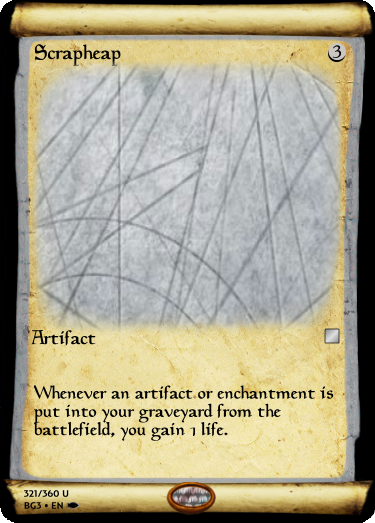 Scrapheap 3
Artifact
Whenever an artifact or enchantment is
put into your graveyard from the
battlefield, you gain 1 life.
321/360 U
BG3 • EN